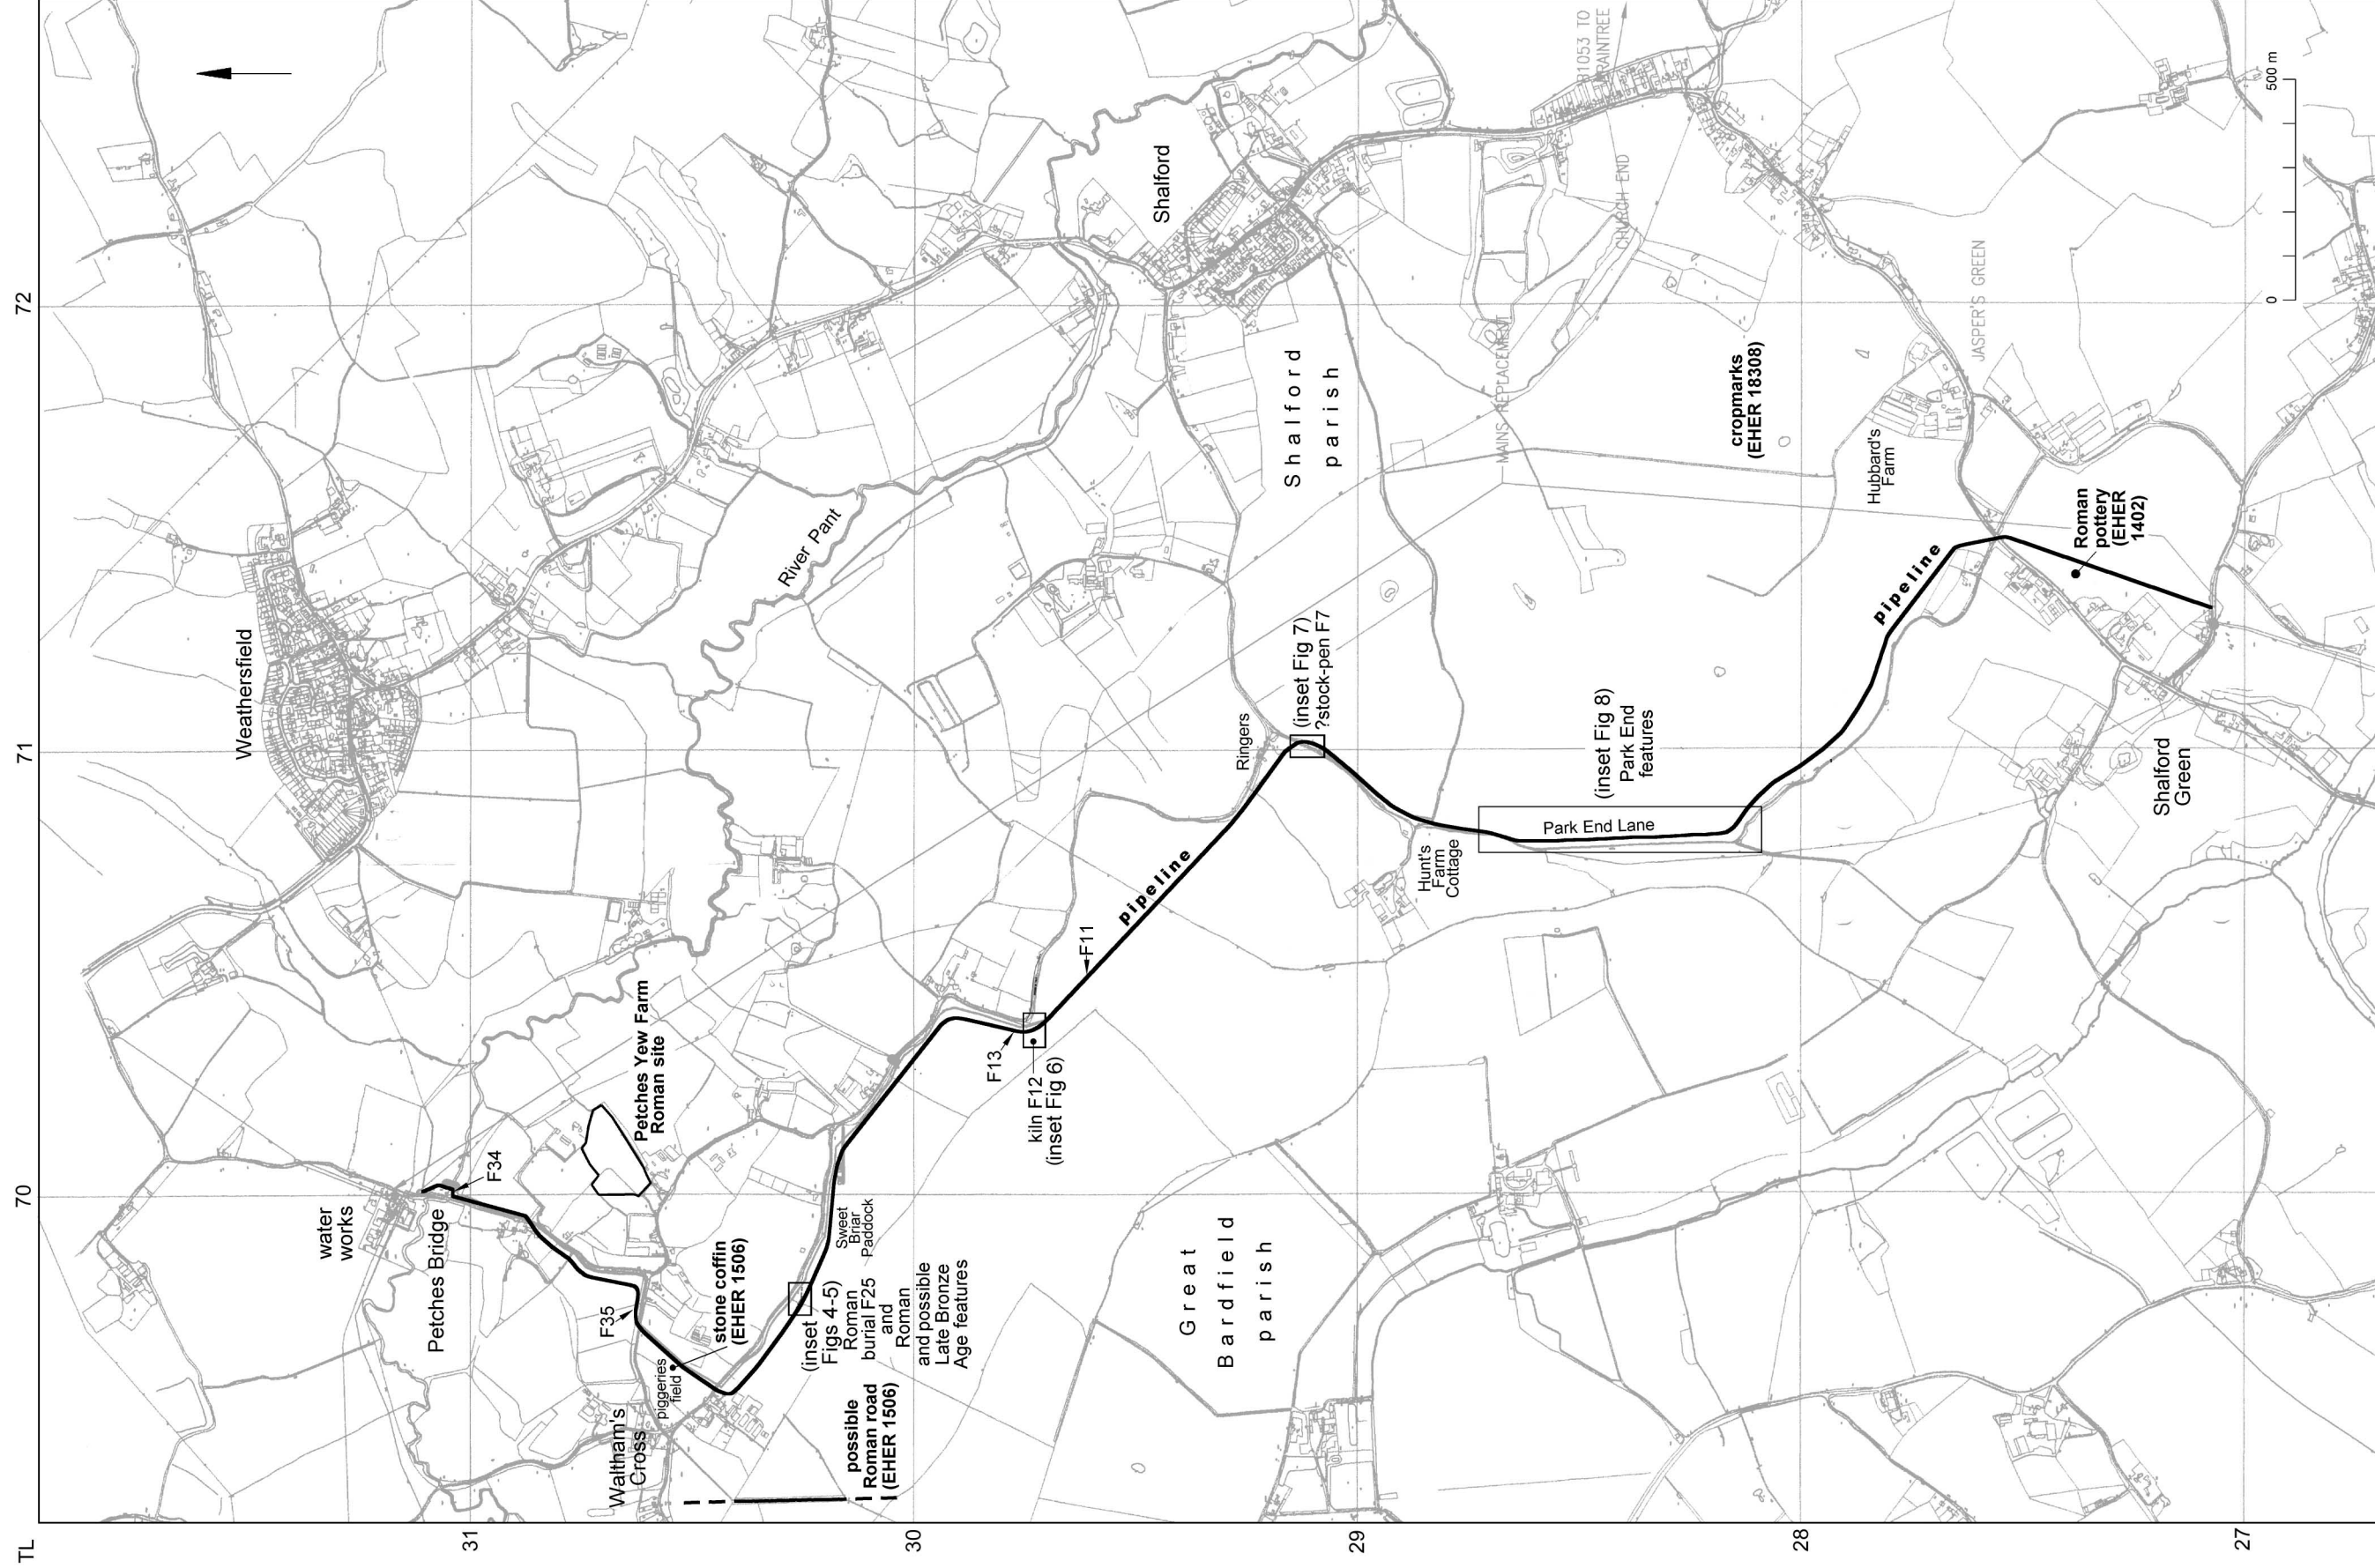 TL
70
71
72
31
30
29
28
27
Weathersfield
water
works
Petches Bridge
F34
Petches Yew Farm
Roman site
F35
stone coffin
(EHER 1506)
piggeries
field
Waltham's
Cross
possible
Roman road
(EHER 1506)
(inset
Figs 4-5)
Roman
burial F25
and
Roman
and possible
Late Bronze
Age features
Sweet
Briar
Paddock
River Pant
F13
kiln F12
(inset Fig 6)
F11
pipeline
Shalford
Shalford
parish
Great
Bardfield
parish
Ringers
(inset Fig 7)
?stock-pen F7
Hunt's
Farm
Cottage
Park End Lane
(inset Fig 8)
Park End
features
MAINS REPLACEMENT
CHURCH END
B1053 TO
BRAINTREE
cropmarks
(EHER 18308)
Hubbard's
Farm
JASPER'S GREEN
pipeline
Roman
pottery
(EHER
1402)
Shalford
Green
0
500 m